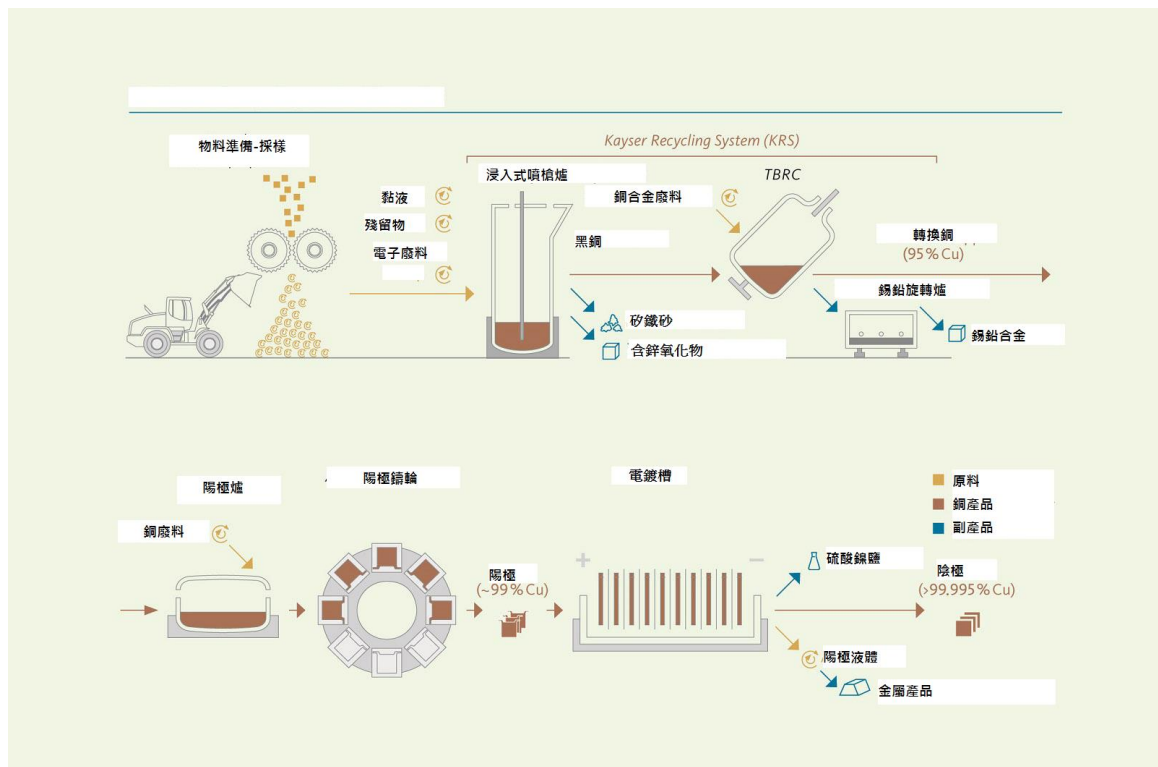 物料準備-採樣
Kayser Recycling System (KRS)
浸入式噴槍爐
TBRC
黏液
殘留物
電子廢料
銅合金廢料
黑銅
轉換銅
(95% Cu)
錫鉛旋轉爐
矽鐵砂
含鋅氧化物
錫鉛合金
陽極爐
陽極鑄輪
電鍍槽
原料
銅產品
副產品
銅廢料
陽極
(~99% Cu)
+
−
硫酸鎳鹽
陰極
(>99,995% Cu)
陽極液體
金屬產品